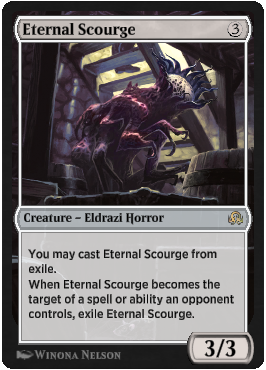 Eternal Scourge 3
Creature – Eldrazi Horror
You may cast Eternal Scourge from
exile.
When Eternal Scourge becomes the
target of a spell or ability an opponent
controls, exile Eternal Scourge.
Winona Nelson
3/3